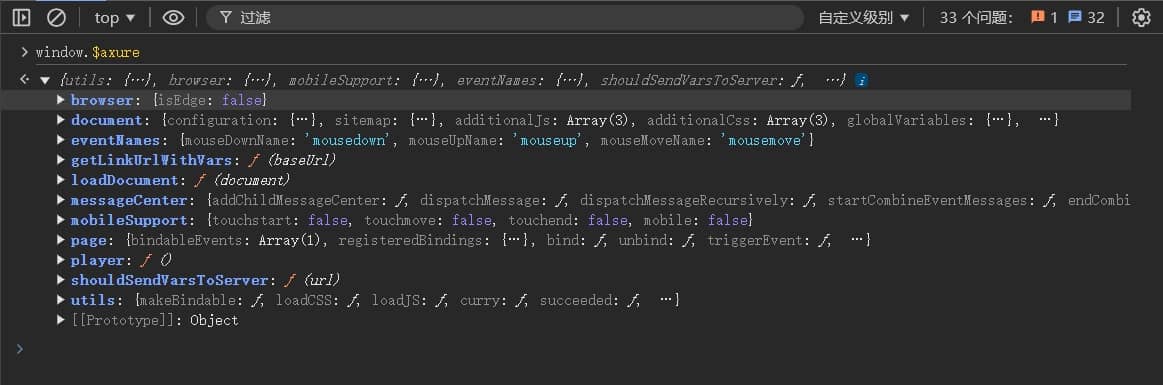 top ▼ 过滤 自定义级别 ▼ 33 个问题: 1 32
> window.$axure
{utils: {…}, browser: {…}, mobileSupport: {…}, eventNames: {…}, shouldSendVarsToServer: ƒ, …} i
browser: {isEdge: false}
document: {configuration: {…}, sitemap: {…}, additionalJs: Array(3), additionalCss: Array(3), globalVariables: {…}, …}
eventNames: {mouseDownName: 'mousedown', mouseUpName: 'mouseup', mouseMoveName: 'mousemove'}
getLinkUrlWithVars: ƒ (baseUrl)
loadDocument: ƒ (document)
messageCenter: {addChildMessageCenter: ƒ, dispatchMessage: ƒ, dispatchMessageRecursively: ƒ, startCombineEventMessages: ƒ, endCombi
mobileSupport: {touchstart: false, touchmove: false, touchend: false, mobile: false}
page: {bindableEvents: Array(1), registeredBindings: {…}, bind: ƒ, unbind: ƒ, triggerEvent: ƒ, …}
player: ƒ ()
shouldSendVarsToServer: ƒ (url)
utils: {makeBindable: ƒ, loadCSS: ƒ, loadJS: ƒ, curry: ƒ, succeeded: ƒ, …}
[[Prototype]]: Object
>